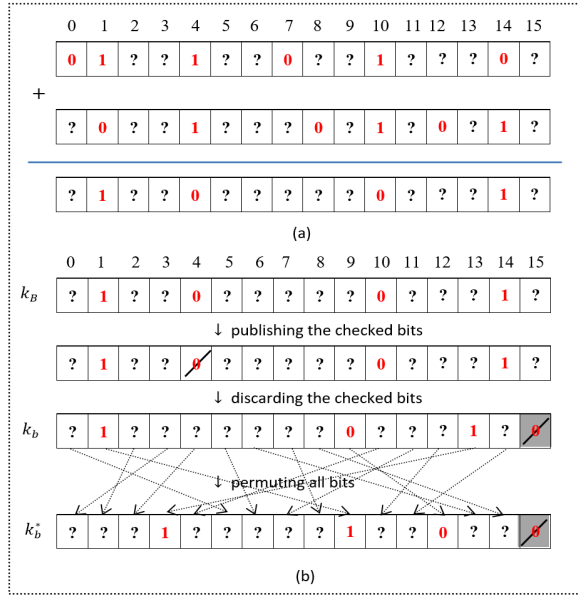 0 1 2 3 4 5 6 7 8 9 10 11 12 13 14 15
0 1 ? ? 1 ? ? 0 ? ? 1 ? ? ? 0 ?
+
? 0 ? ? 1 ? ? ? 0 ? 1 ? 0 ? 1 ?
? 1 ? ? 0 ? ? ? ? ? 0 ? ? ? 1 ?
(a)
0 1 2 3 4 5 6 7 8 9 10 11 12 13 14 15
k_B ? 1 ? ? 0 ? ? ? ? ? 0 ? ? ? 1 ?
↓ publishing the checked bits
? 1 ? ? 0 ? ? ? ? ? 0 ? ? ? 1 ?
↓ discarding the checked bits
k_b ? 1 ? ? ? ? ? ? ? 0 ? ? ? 1 ? 0
↓ permuting all bits
k_b^* ? ? ? 1 ? ? ? ? ? 1 ? ? 0 ? ? 0
(b)